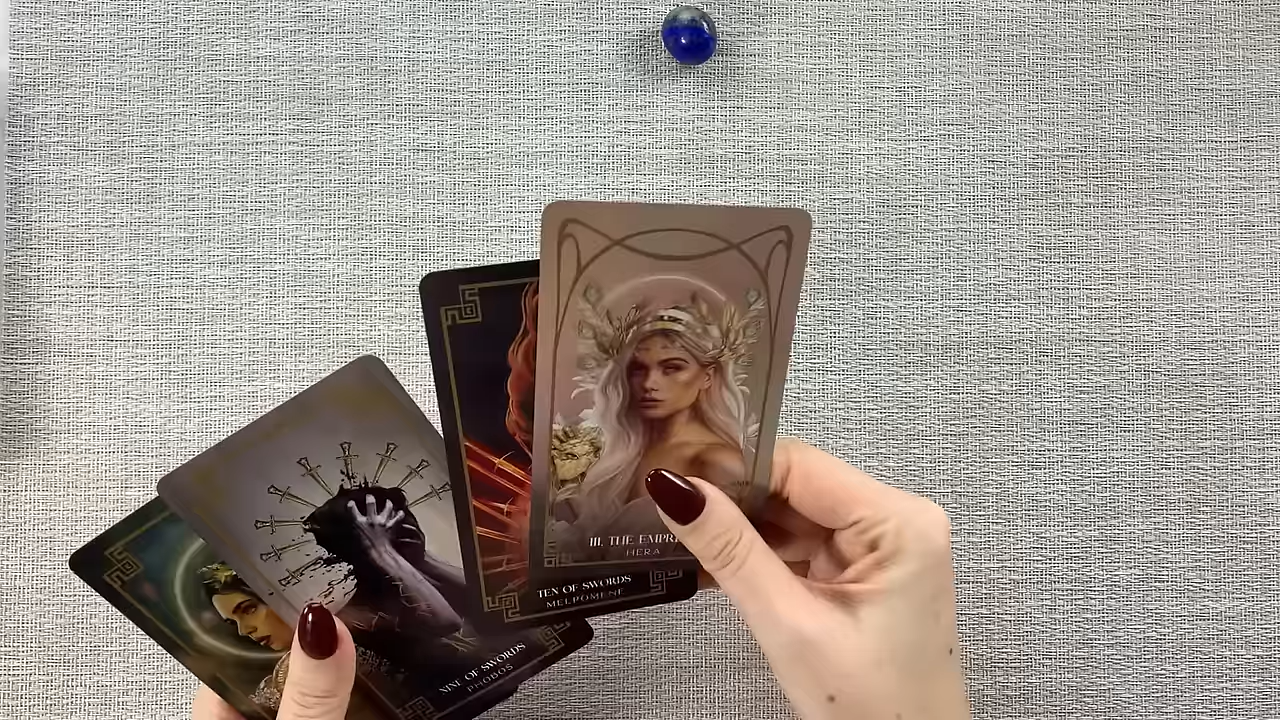 III. THE EMPR
HERA
TEN OF SWORDS
MELPOMENE
NINE OF SWORDS
PHOBOS